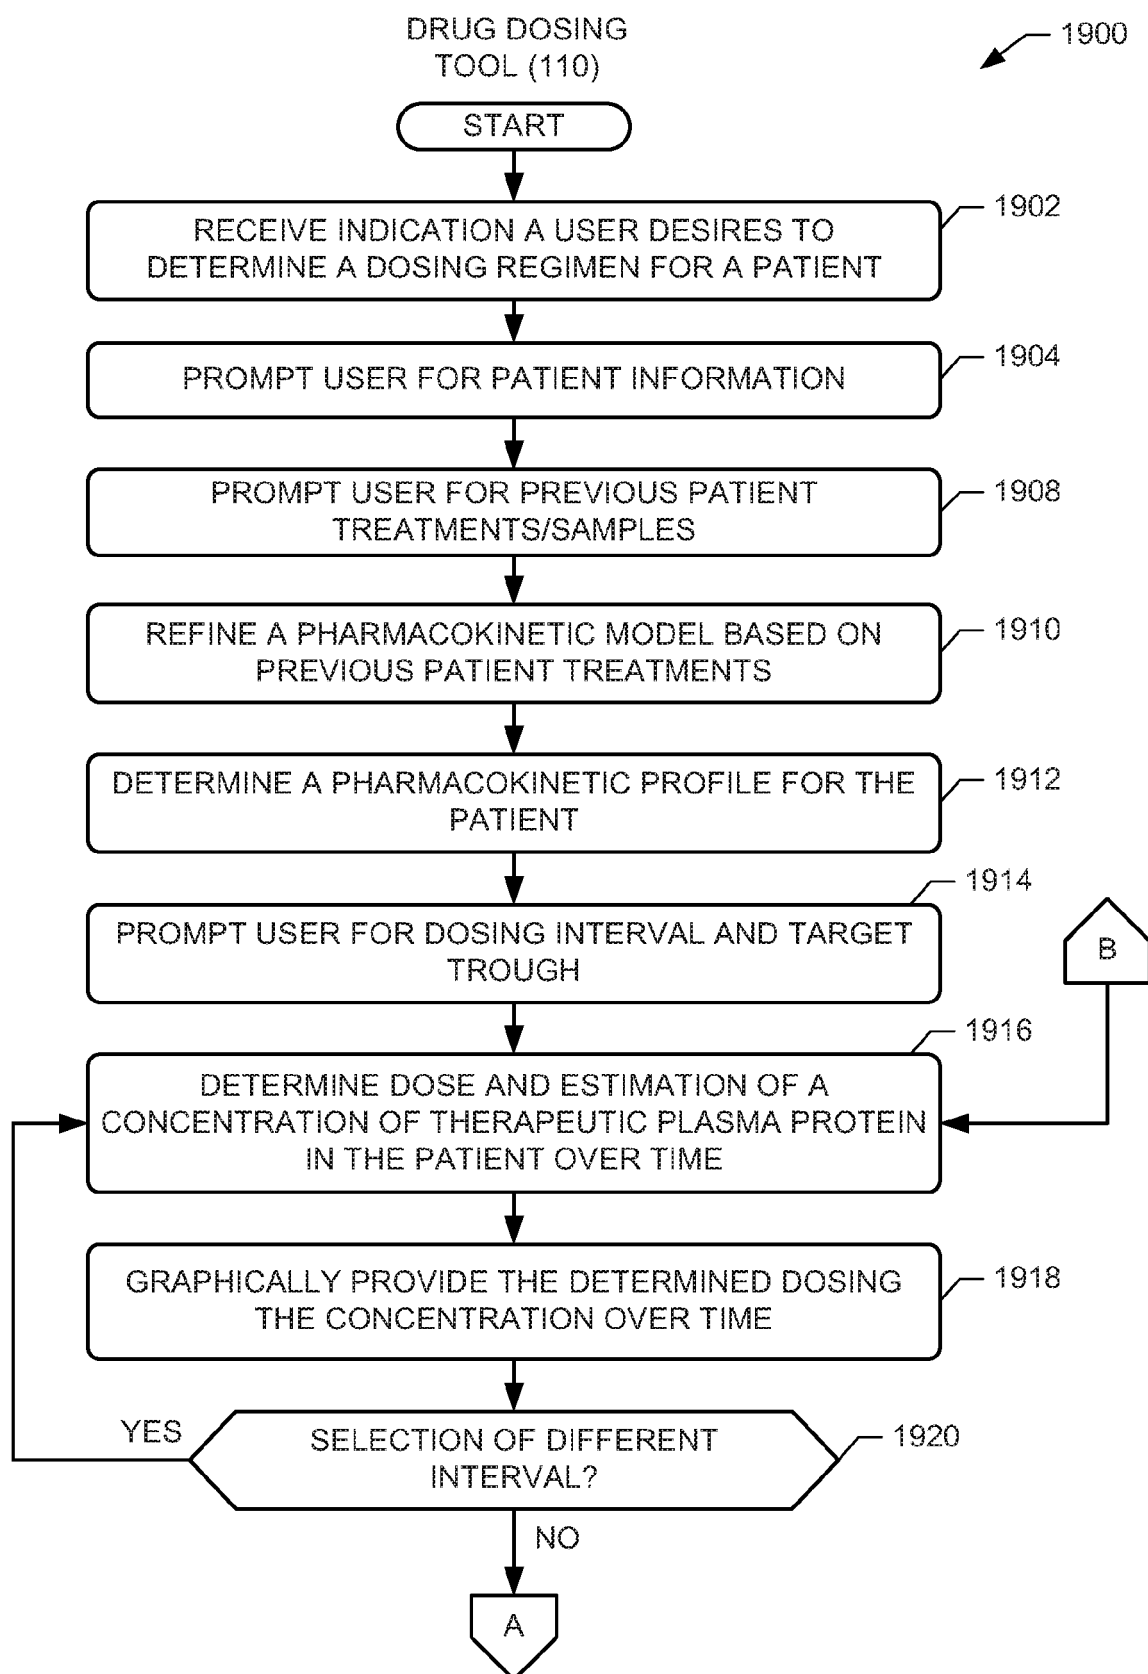 DRUG DOSING
TOOL (110)
1900
START
1902
RECEIVE INDICATION A USER DESIRES TO
DETERMINE A DOSING REGIMEN FOR A PATIENT
1904
PROMPT USER FOR PATIENT INFORMATION
1908
PROMPT USER FOR PREVIOUS PATIENT
TREATMENTS/SAMPLES
1910
REFINE A PHARMACOKINETIC MODEL BASED ON
PREVIOUS PATIENT TREATMENTS
1912
DETERMINE A PHARMACOKINETIC PROFILE FOR THE
PATIENT
1914
PROMPT USER FOR DOSING INTERVAL AND TARGET
TROUGH
B
1916
DETERMINE DOSE AND ESTIMATION OF A
CONCENTRATION OF THERAPEUTIC PLASMA PROTEIN
IN THE PATIENT OVER TIME
1918
GRAPHICALLY PROVIDE THE DETERMINED DOSING
THE CONCENTRATION OVER TIME
YES
1920
SELECTION OF DIFFERENT
INTERVAL?
NO
A